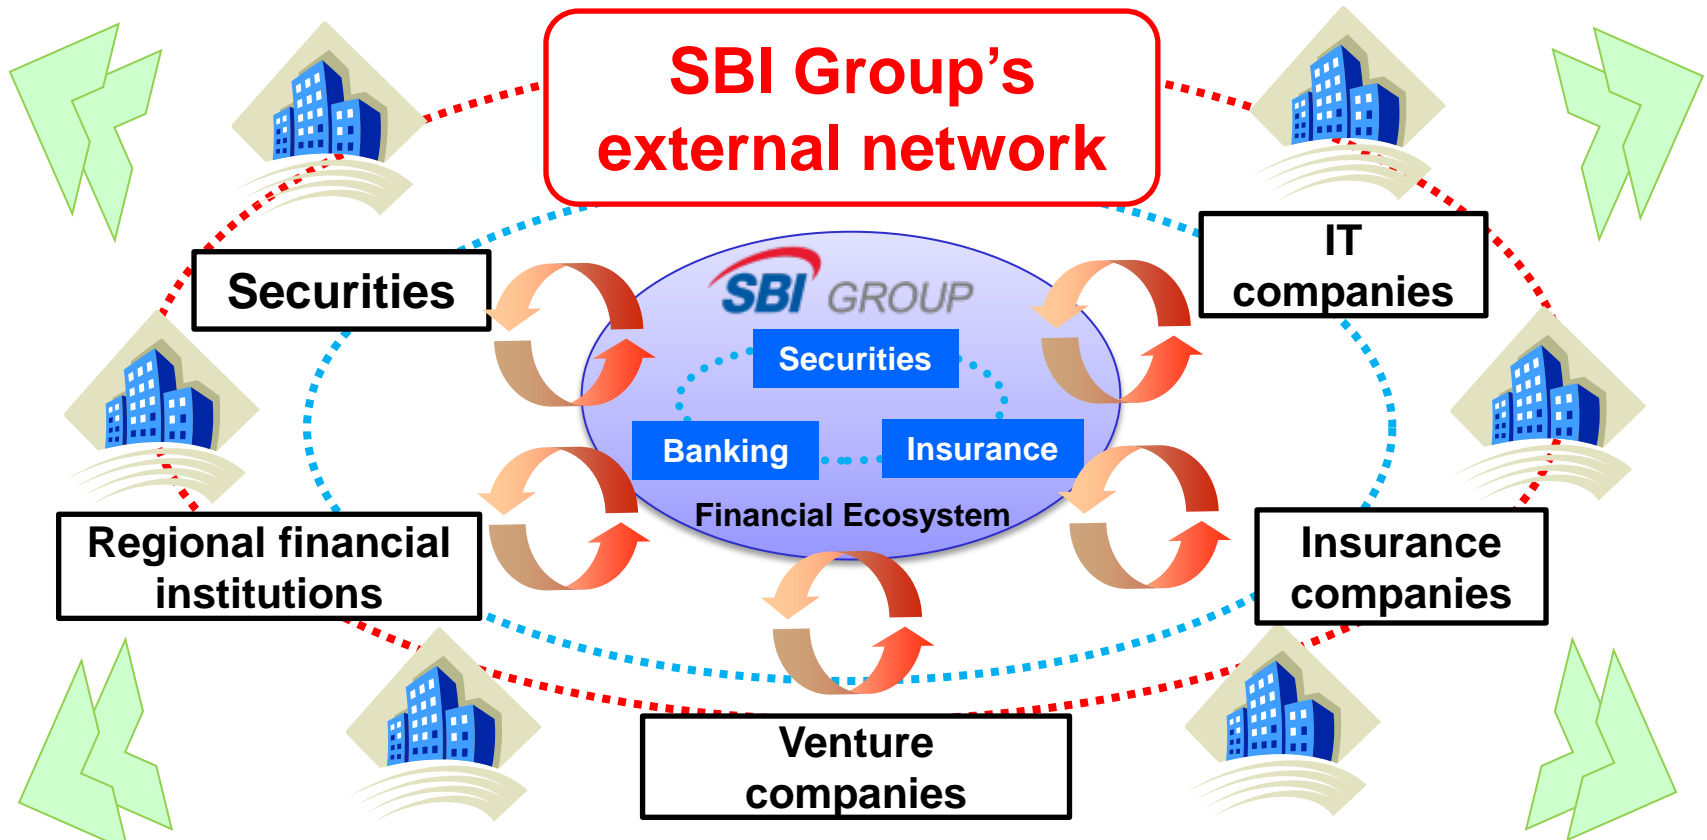 SBI Group’s
external network
Securities
IT
companies
SBI GROUP
Securities
Banking
Insurance
Financial Ecosystem
Regional financial
institutions
Insurance
companies
Venture
companies